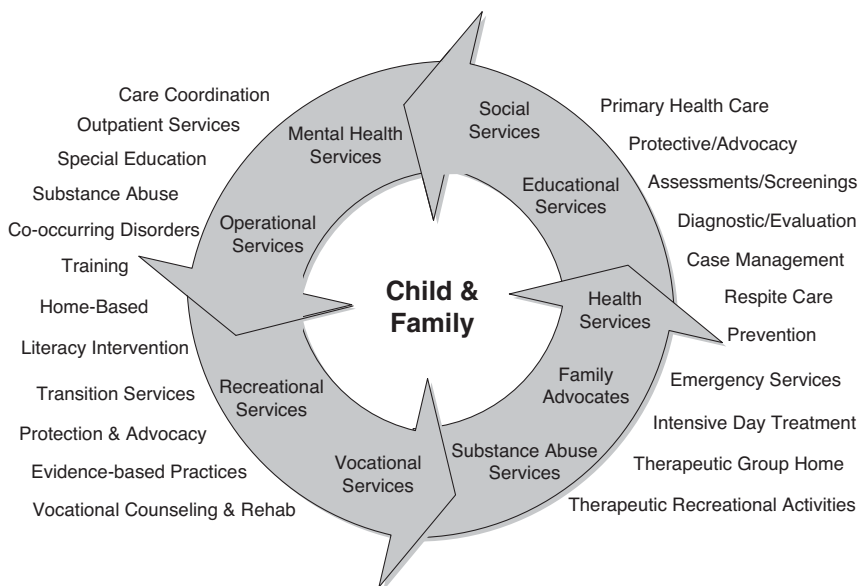 Care Coordination
Outpatient Services
Special Education
Substance Abuse
Co-occurring Disorders
Training
Home-Based
Literacy Intervention
Transition Services
Protection & Advocacy
Evidence-based Practices
Vocational Counseling & Rehab
Mental Health
Services
Operational
Services
Recreational
Services
Vocational
Services
Child &
Family
Social
Services
Educational
Services
Health
Services
Family
Advocates
Substance Abuse
Services
Primary Health Care
Protective/Advocacy
Assessments/Screenings
Diagnostic/Evaluation
Case Management
Respite Care
Prevention
Emergency Services
Intensive Day Treatment
Therapeutic Group Home
Therapeutic Recreational Activities